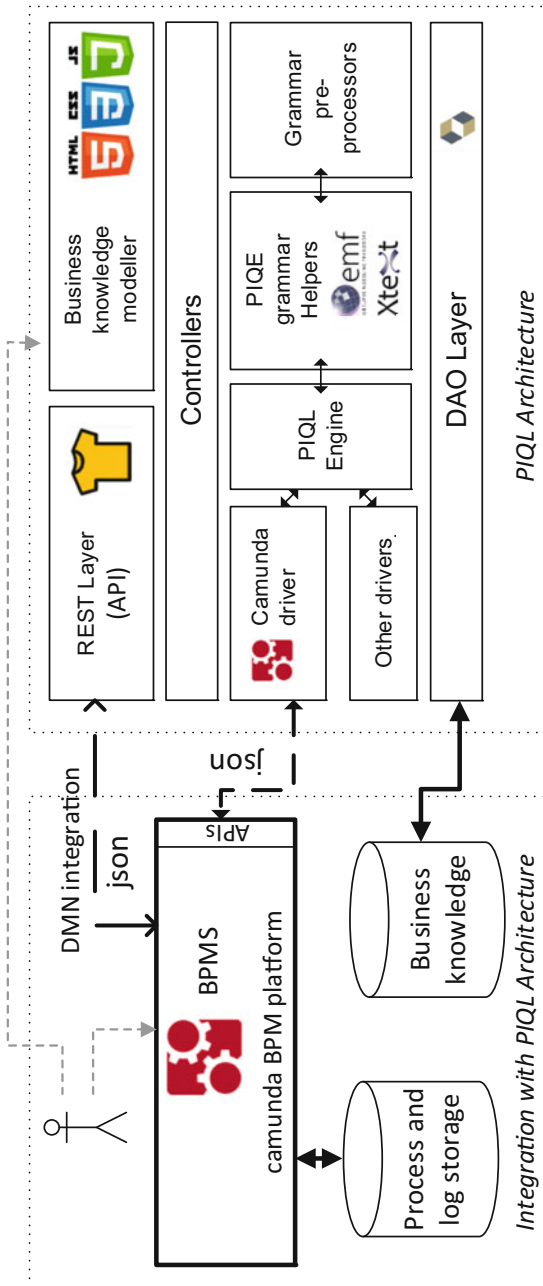 DMN integration
json
BPMS
camunda BPM platform
APIs
json
Process and
log storage
Business
knowledge
Integration with PIQL Architecture
REST Layer
(API)
Business
knowledge
modeller
HTML CSS JS
5 3
Controllers
Camunda
driver
Other drivers.
PIQL
Engine
PIQE
grammar
Helpers
emf
Xtext
Grammar
pre-
processors
DAO Layer
PIQL Architecture